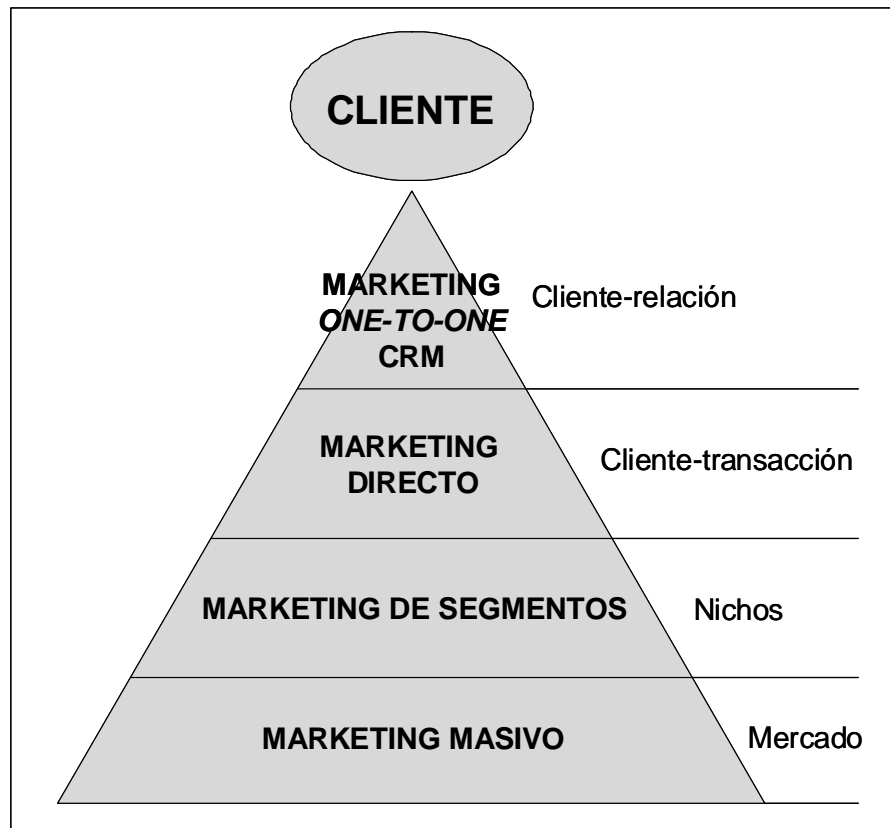 CLIENTE
MARKETING
ONE-TO-ONE
CRM
Cliente-relación
MARKETING
DIRECTO
Cliente-transacción
MARKETING DE SEGMENTOS
Nichos
MARKETING MASIVO
Mercado